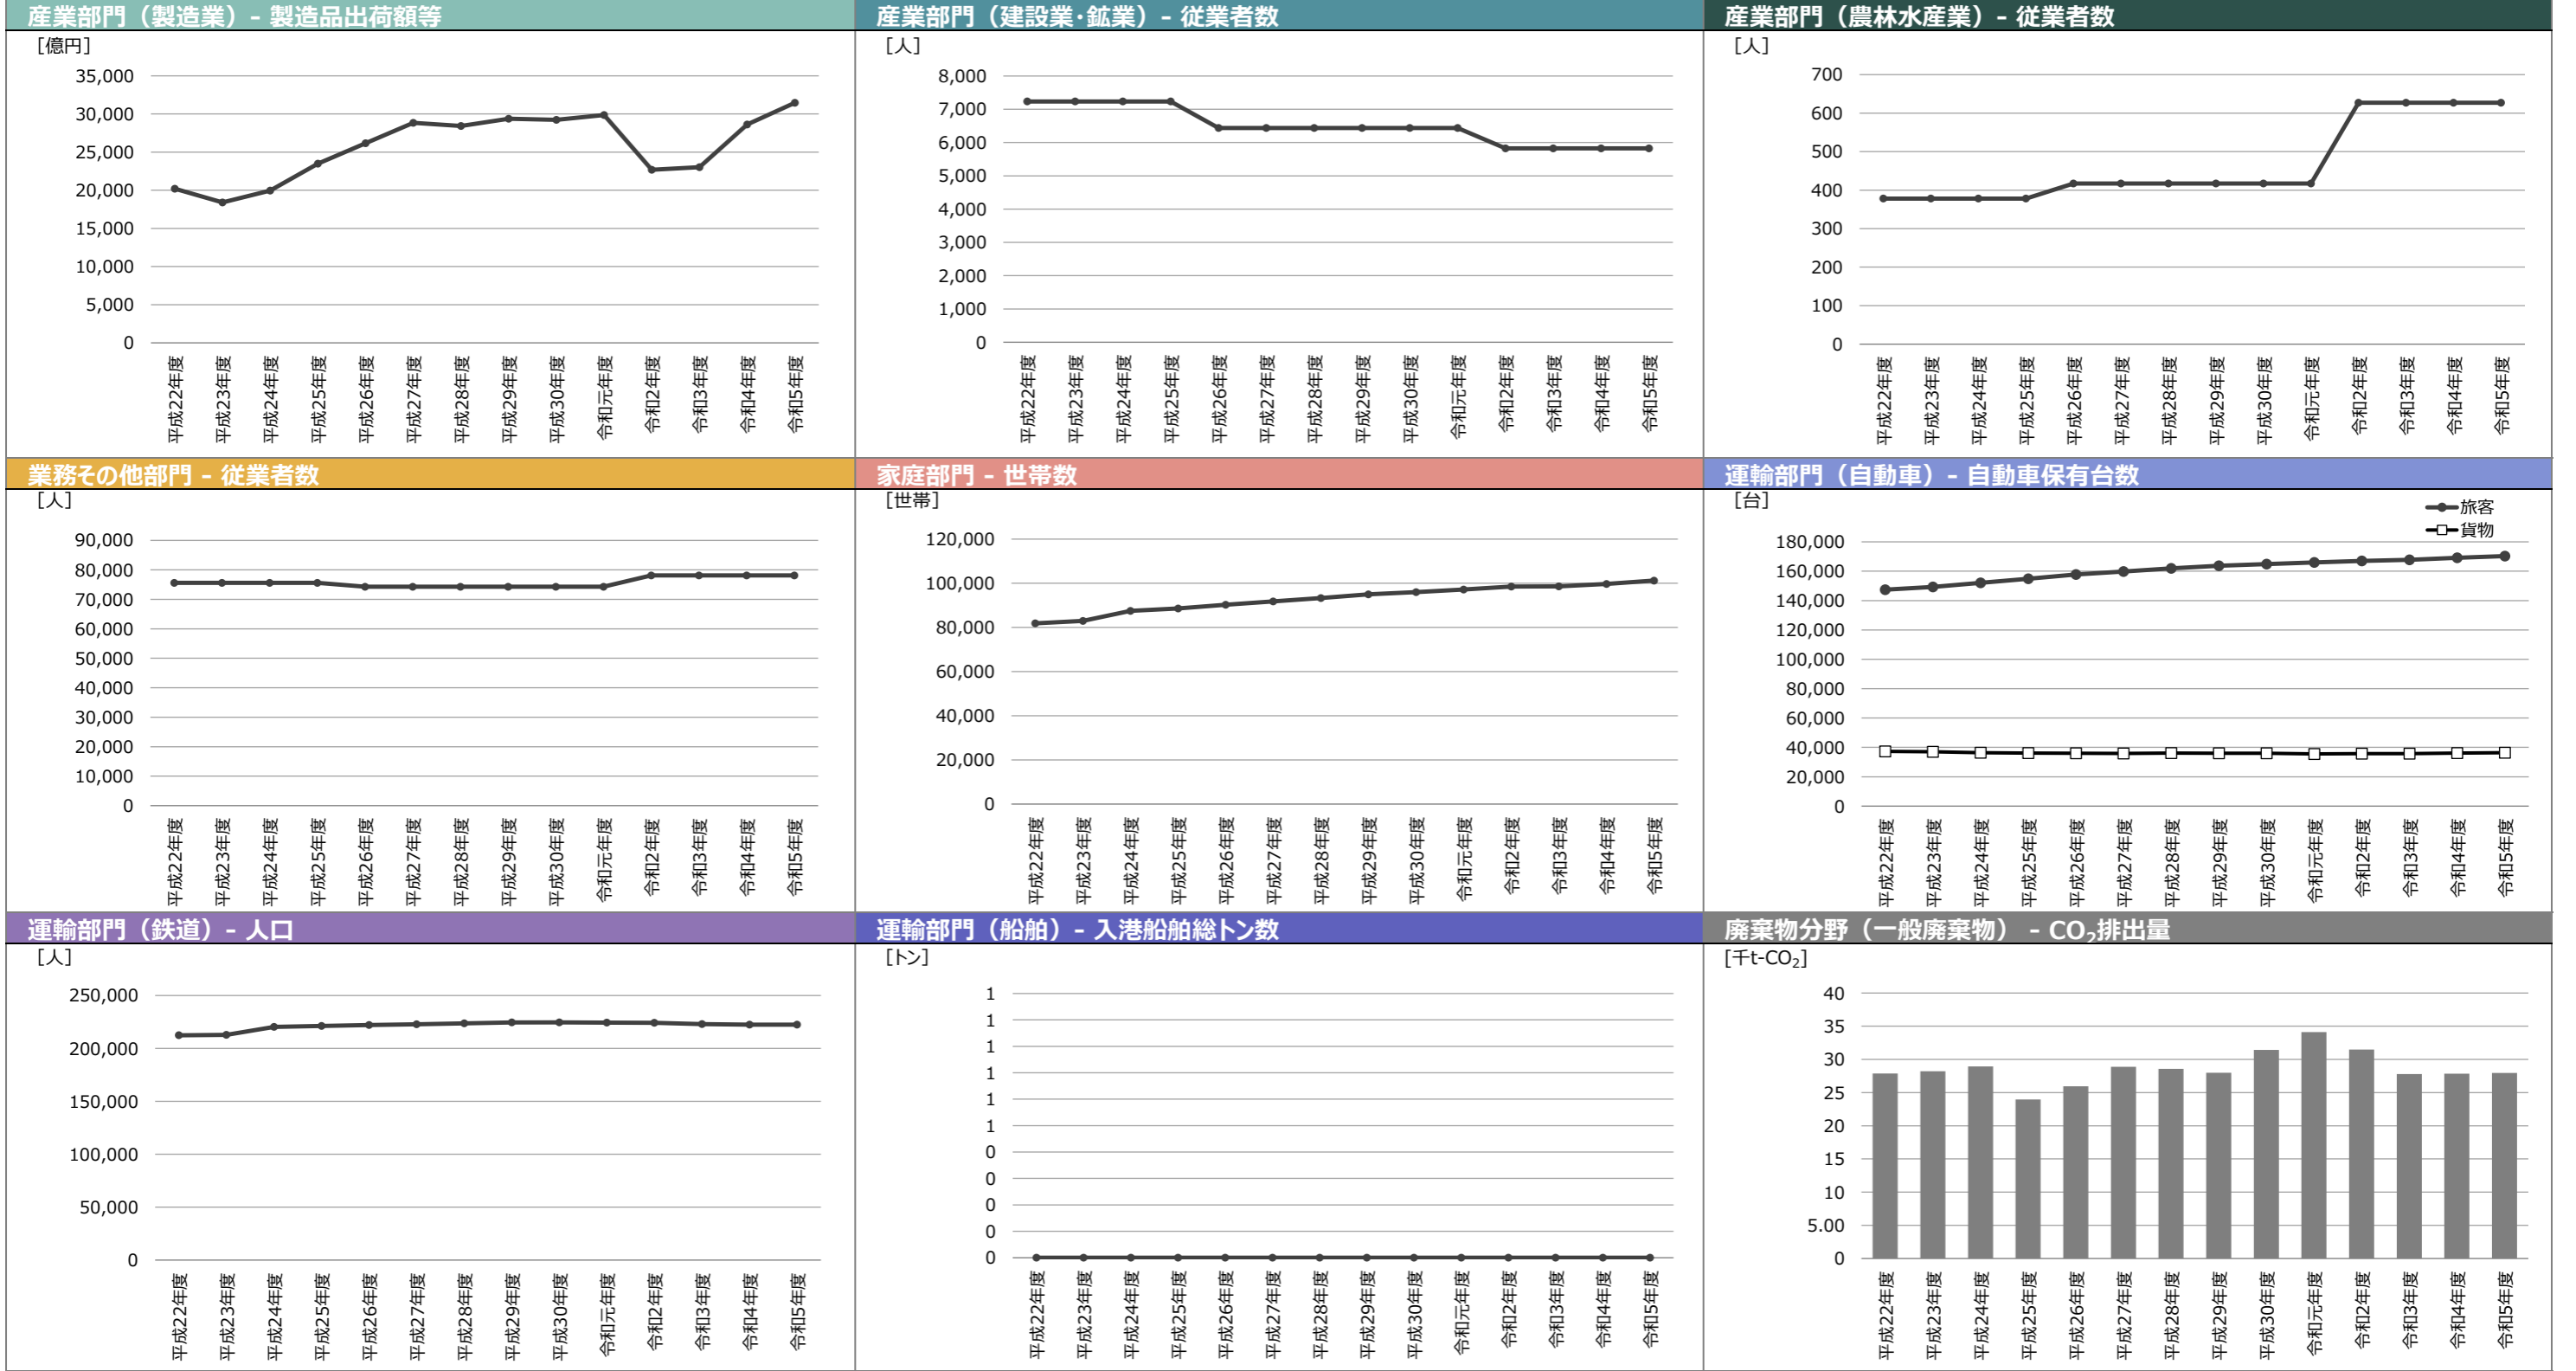 産業部門（製造業）- 製造品出荷額等
[億円]
35,000
30,000
25,000
20,000
15,000
10,000
5,000
0
平成22年度
平成23年度
平成24年度
平成25年度
平成26年度
平成27年度
平成28年度
平成29年度
平成30年度
令和元年度
令和2年度
令和3年度
令和4年度
令和5年度
産業部門（建設業･鉱業）- 従業者数
[人]
8,000
7,000
6,000
5,000
4,000
3,000
2,000
1,000
0
平成22年度
平成23年度
平成24年度
平成25年度
平成26年度
平成27年度
平成28年度
平成29年度
平成30年度
令和元年度
令和2年度
令和3年度
令和4年度
令和5年度
産業部門（農林水産業）- 従業者数
[人]
700
600
500
400
300
200
100
0
平成22年度
平成23年度
平成24年度
平成25年度
平成26年度
平成27年度
平成28年度
平成29年度
平成30年度
令和元年度
令和2年度
令和3年度
令和4年度
令和5年度
業務その他部門 - 従業者数
[人]
90,000
80,000
70,000
60,000
50,000
40,000
30,000
20,000
10,000
0
平成22年度
平成23年度
平成24年度
平成25年度
平成26年度
平成27年度
平成28年度
平成29年度
平成30年度
令和元年度
令和2年度
令和3年度
令和4年度
令和5年度
家庭部門 - 世帯数
[世帯]
120,000
100,000
80,000
60,000
40,000
20,000
0
平成22年度
平成23年度
平成24年度
平成25年度
平成26年度
平成27年度
平成28年度
平成29年度
平成30年度
令和元年度
令和2年度
令和3年度
令和4年度
令和5年度
運輸部門（自動車）- 自動車保有台数
[台]
旅客
貨物
180,000
160,000
140,000
120,000
100,000
80,000
60,000
40,000
20,000
0
平成22年度
平成23年度
平成24年度
平成25年度
平成26年度
平成27年度
平成28年度
平成29年度
平成30年度
令和元年度
令和2年度
令和3年度
令和4年度
令和5年度
運輸部門（鉄道）- 人口
[人]
250,000
200,000
150,000
100,000
50,000
0
平成22年度
平成23年度
平成24年度
平成25年度
平成26年度
平成27年度
平成28年度
平成29年度
平成30年度
令和元年度
令和2年度
令和3年度
令和4年度
令和5年度
運輸部門（船舶）- 入港船舶総トン数
[トン]
1
1
1
1
1
1
0
0
0
0
0
平成22年度
平成23年度
平成24年度
平成25年度
平成26年度
平成27年度
平成28年度
平成29年度
平成30年度
令和元年度
令和2年度
令和3年度
令和4年度
令和5年度
廃棄物分野（一般廃棄物） - CO₂排出量
[千t-CO₂]
40
35
30
25
20
15
10
5.00
0
平成22年度
平成23年度
平成24年度
平成25年度
平成26年度
平成27年度
平成28年度
平成29年度
平成30年度
令和元年度
令和2年度
令和3年度
令和4年度
令和5年度